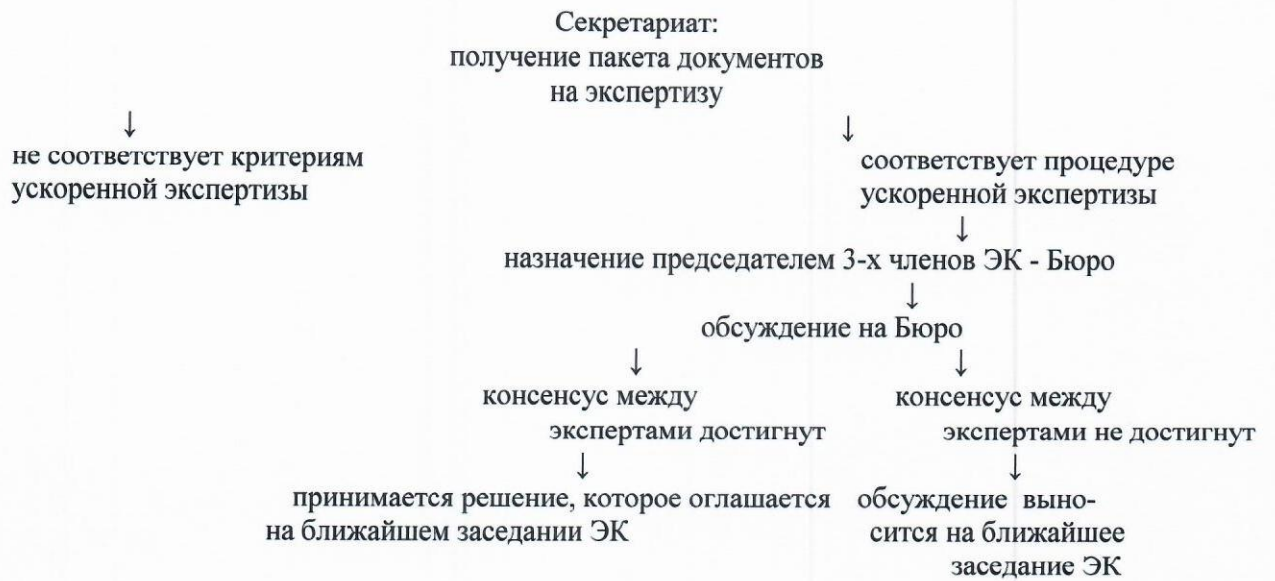 Секретариат:
получение пакета документов
на экспертизу
↓ ↓
не соответствует критериям
ускоренной экспертизы
соответствует процедуре
ускоренной экспертизы
↓
назначение председателем 3-х членов ЭК - Бюро
↓
обсуждение на Бюро
↓ ↓
консенсус между
экспертами достигнут
консенсус между
экспертами не достигнут
↓ ↓
принимается решение, которое оглашается
на ближайшем заседании ЭК
обсуждение выно-
сится на ближайшее
заседание ЭК